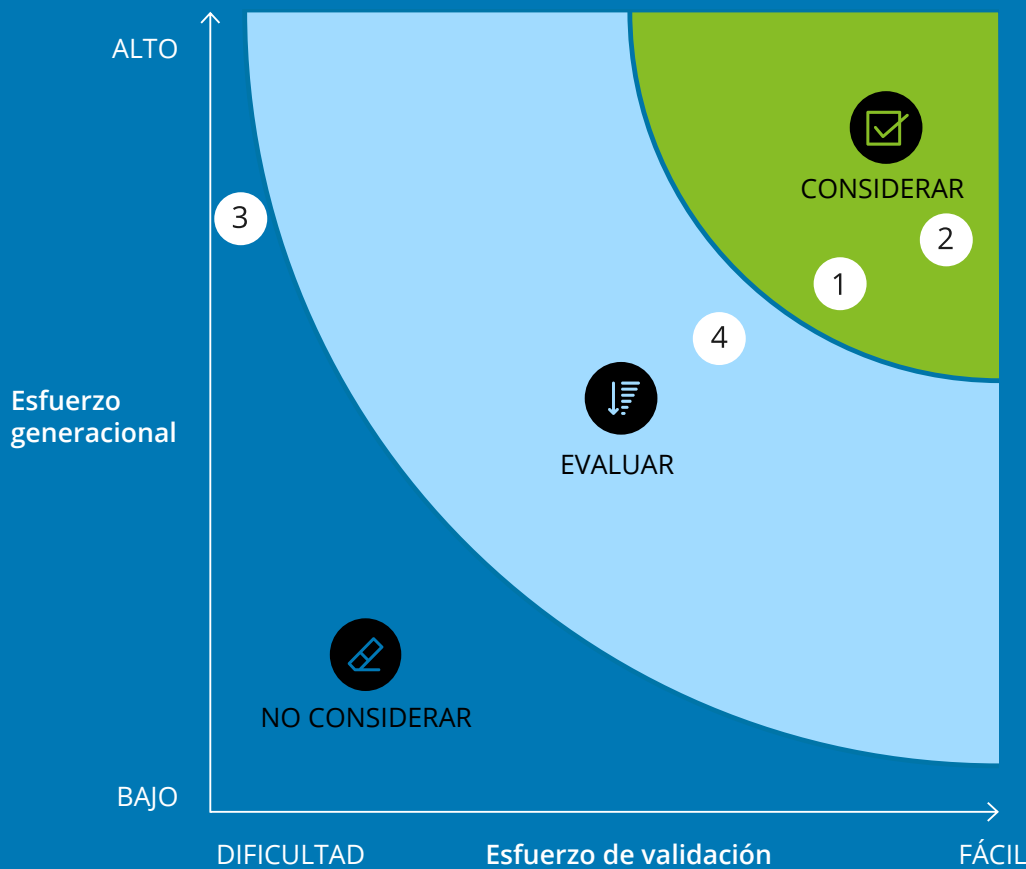 ALTO
CONSIDERAR
3
2
1
4
Esfuerzo
generacional
EVALUAR
NO CONSIDERAR
BAJO
DIFICULTAD
Esfuerzo de validación
FÁCIL